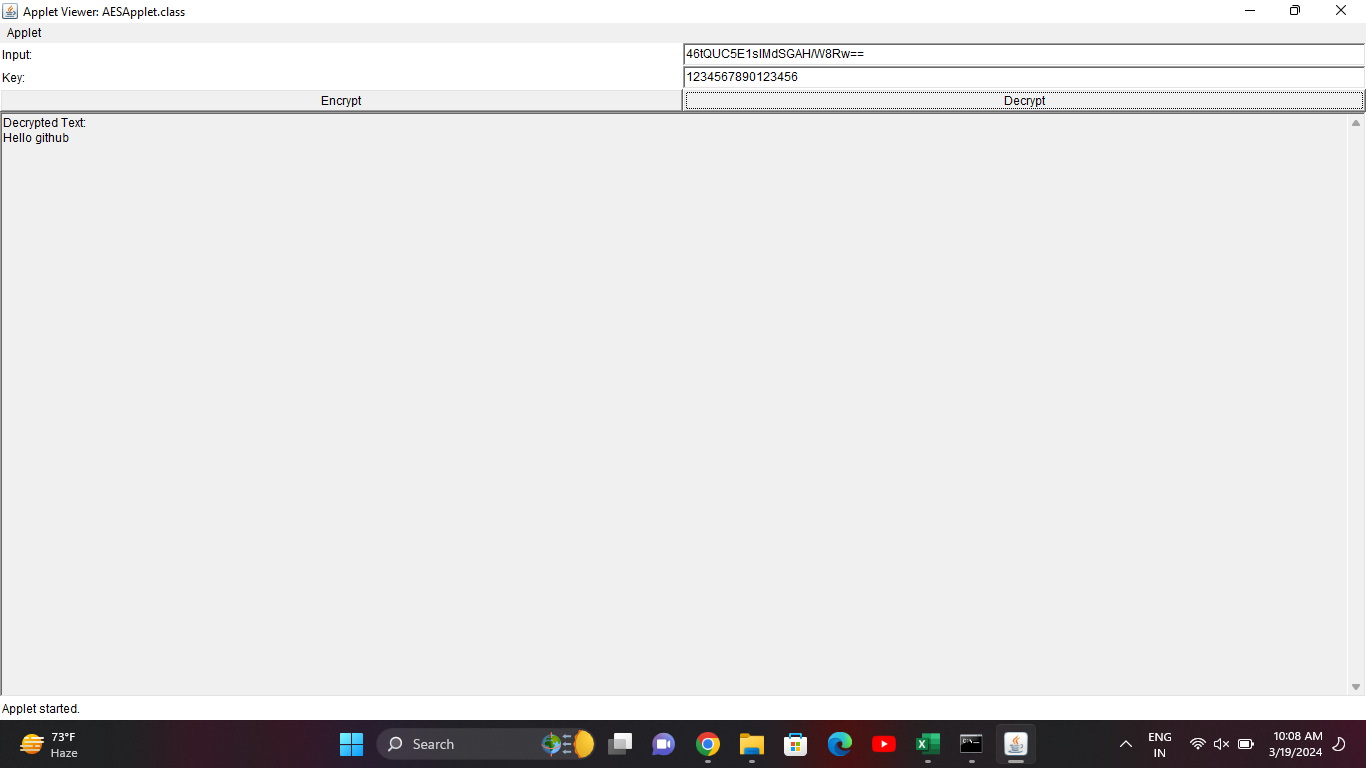 Applet Viewer: AESApplet.class
Applet
Input:
46tQUC5E1sIMdSGAH/W8Rw==
Key:
1234567890123456
Encrypt
Decrypt
Decrypted Text:
Hello github
Applet started.
73°F
Haze
Search
ENG
IN
10:08 AM
3/19/2024